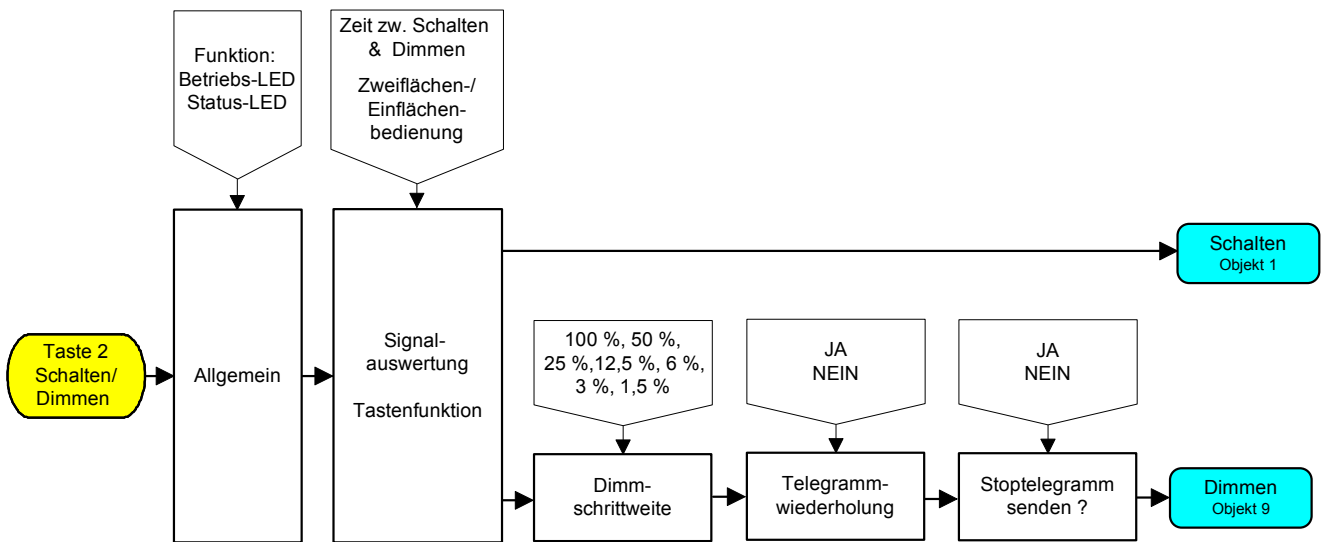 Funktion:
Betriebs-LED
Status-LED
Zeit zw. Schalten
& Dimmen
Zweiflächen-/
Einflächen-
bedienung
Taste 2
Schalten/
Dimmen
Allgemein
Signal-
auswertung
Tastenfunktion
Schalten
Objekt 1
100 %, 50 %,
25 %,12,5 %, 6 %,
3 %, 1,5 %
JA
NEIN
JA
NEIN
Dimm-
schrittweite
Telegramm-
wiederholung
Stoptelegramm
senden ?
Dimmen
Objekt 9